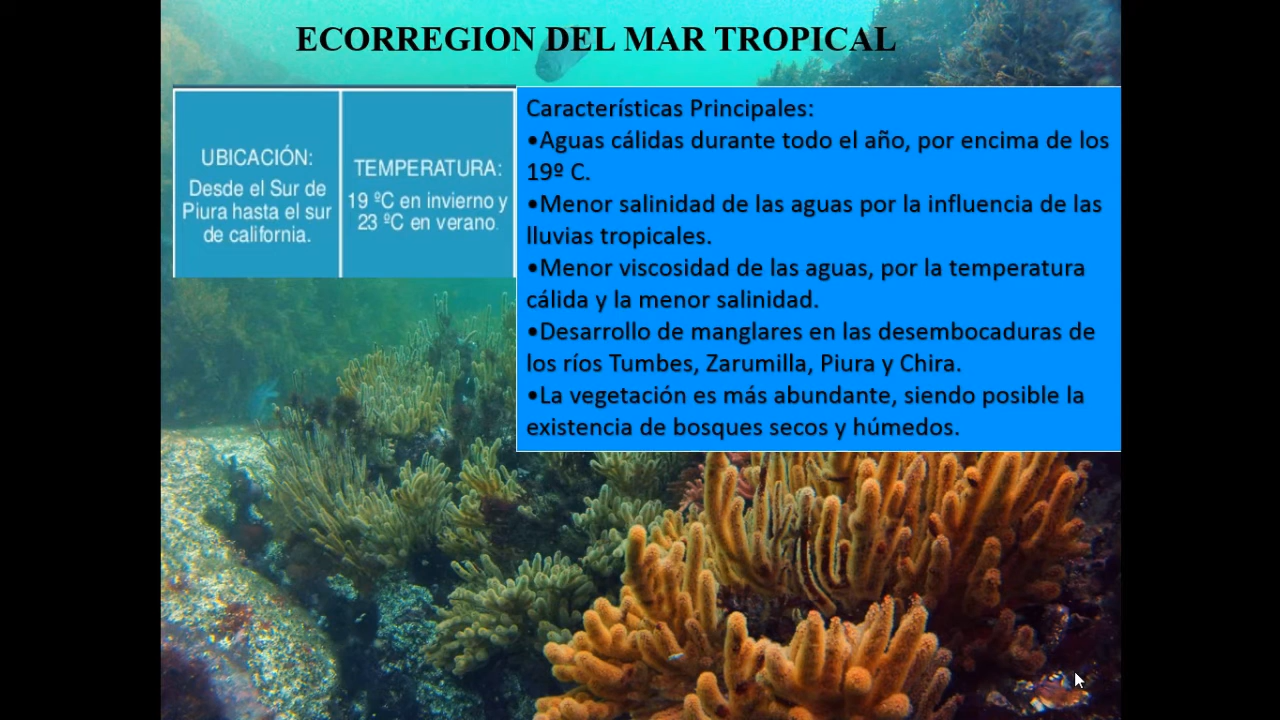 ECORREGION DEL MAR TROPICAL
UBICACIÓN:
Desde el Sur de
Piura hasta el sur
de california.
TEMPERATURA:
19 ºC en invierno y
23 ºC en verano.
Características Principales:
•Aguas cálidas durante todo el año, por encima de los
19º C.
•Menor salinidad de las aguas por la influencia de las
lluvias tropicales.
•Menor viscosidad de las aguas, por la temperatura
cálida y la menor salinidad.
•Desarrollo de manglares en las desembocaduras de
los ríos Tumbes, Zarumilla, Piura y Chira.
•La vegetación es más abundante, siendo posible la
existencia de bosques secos y húmedos.